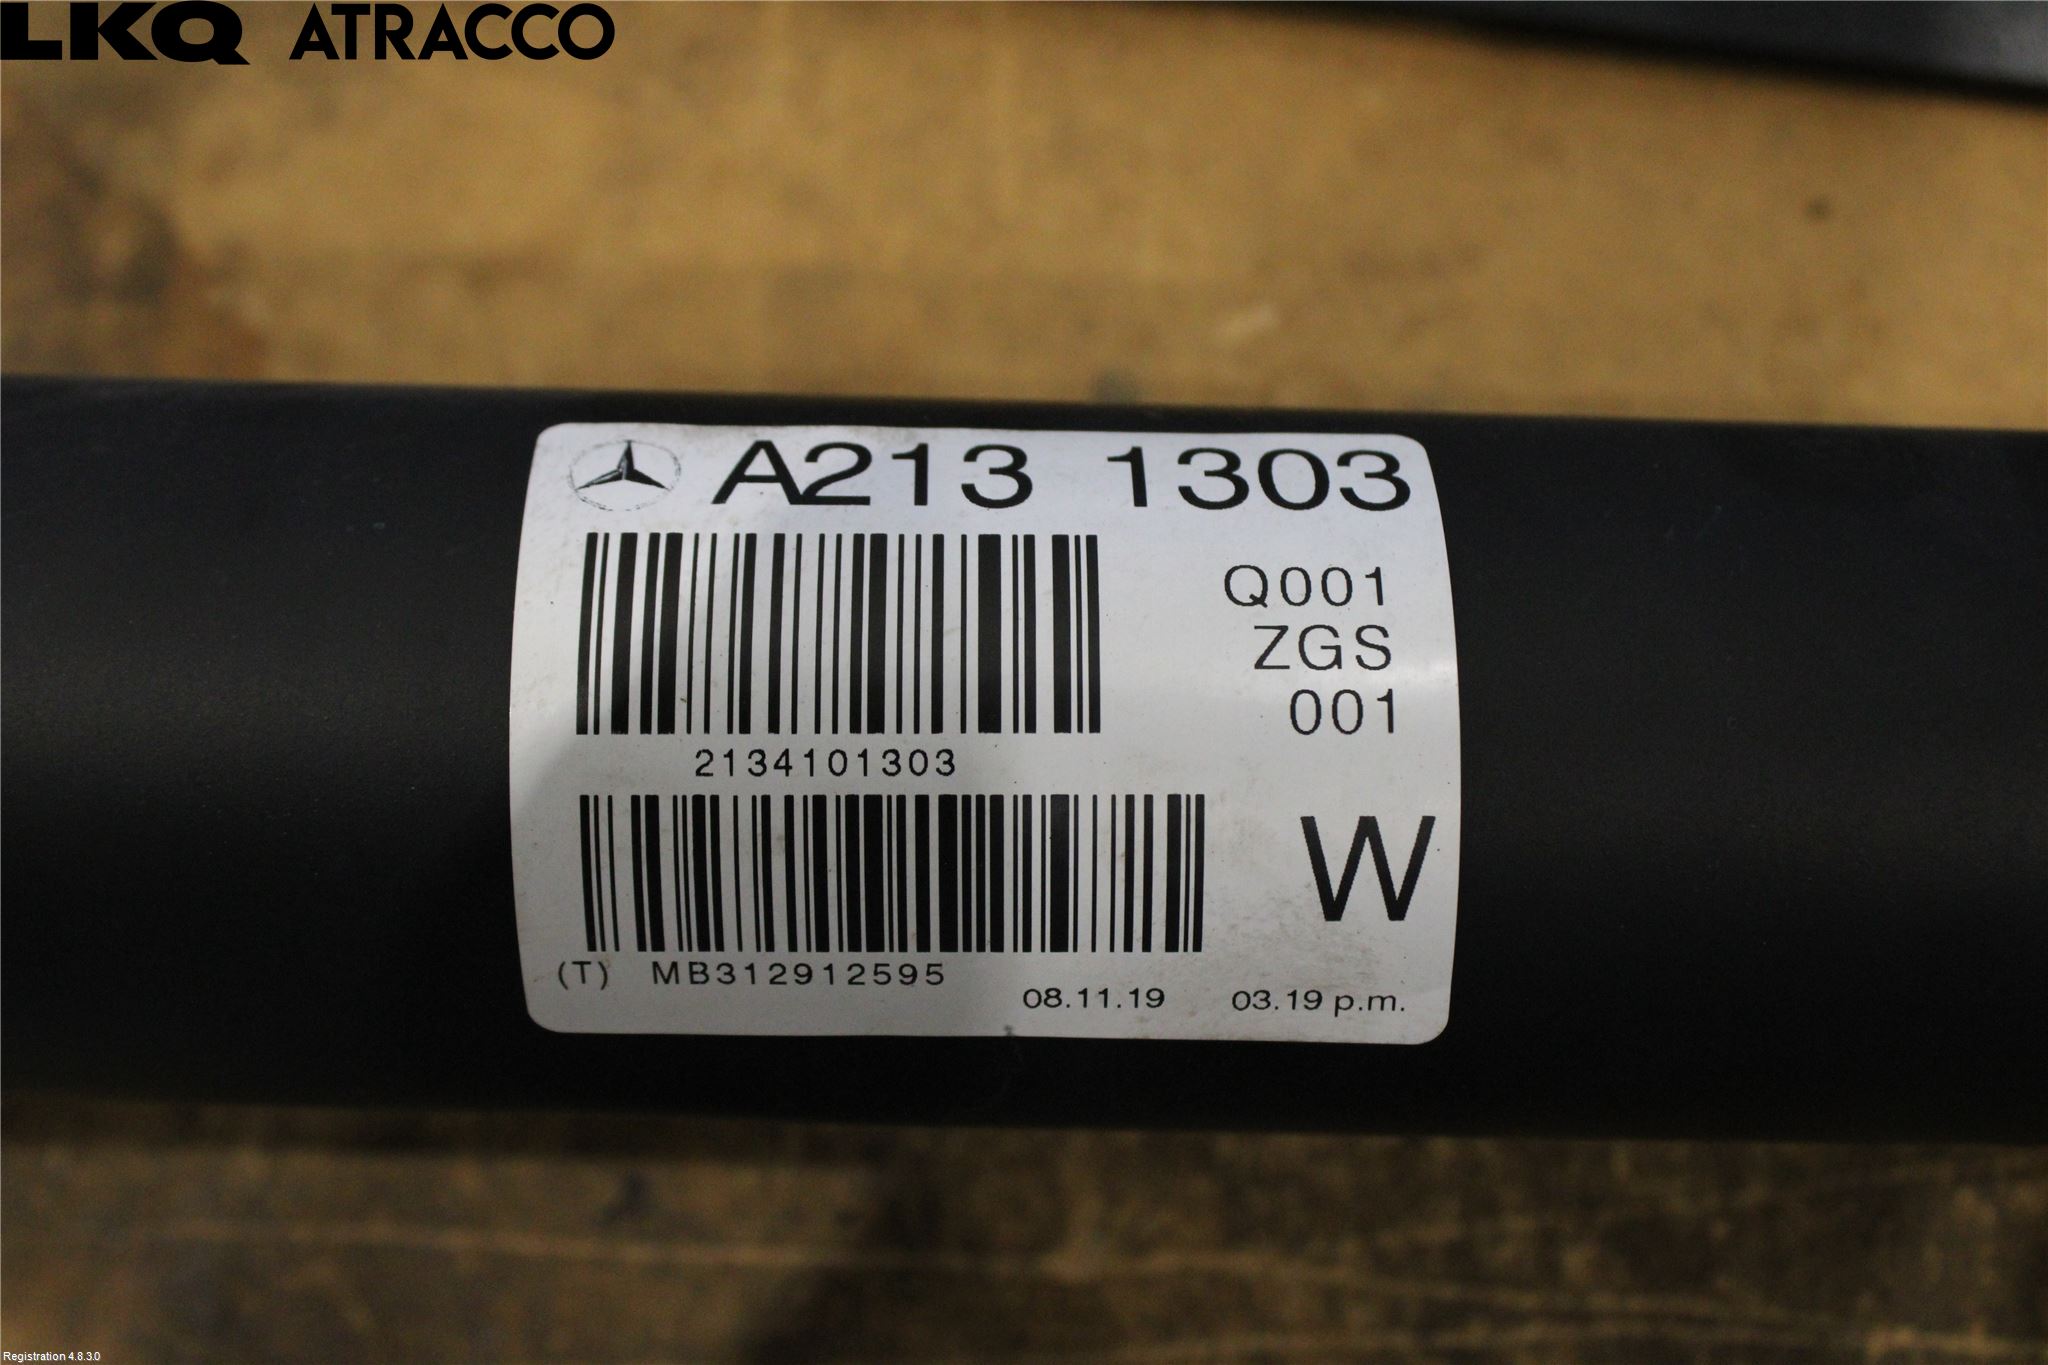 LKQ ATRACCO
A213 1303
Q001
ZGS
001
2134101303
W
(T) MB312912595
08.11.19 03.19 p.m.
Registration 4.8.3.0